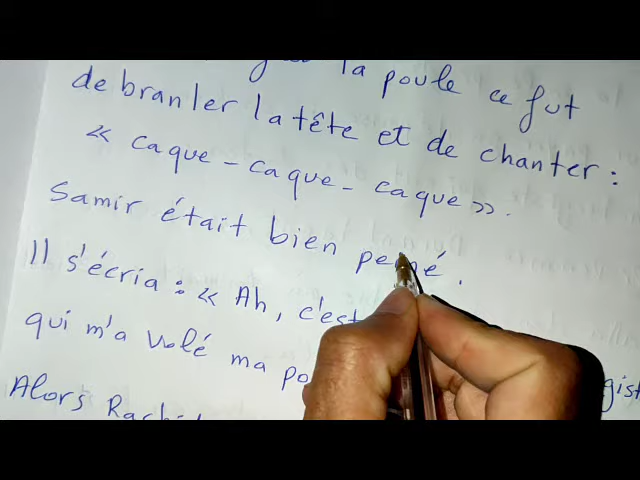 la poule ce fut
de branler la tête et de chanter :
« caque - caque - caque ».
Samir était bien peiné.
Il s'écria : « Ah, c'est
qui m'a volé ma
Alors